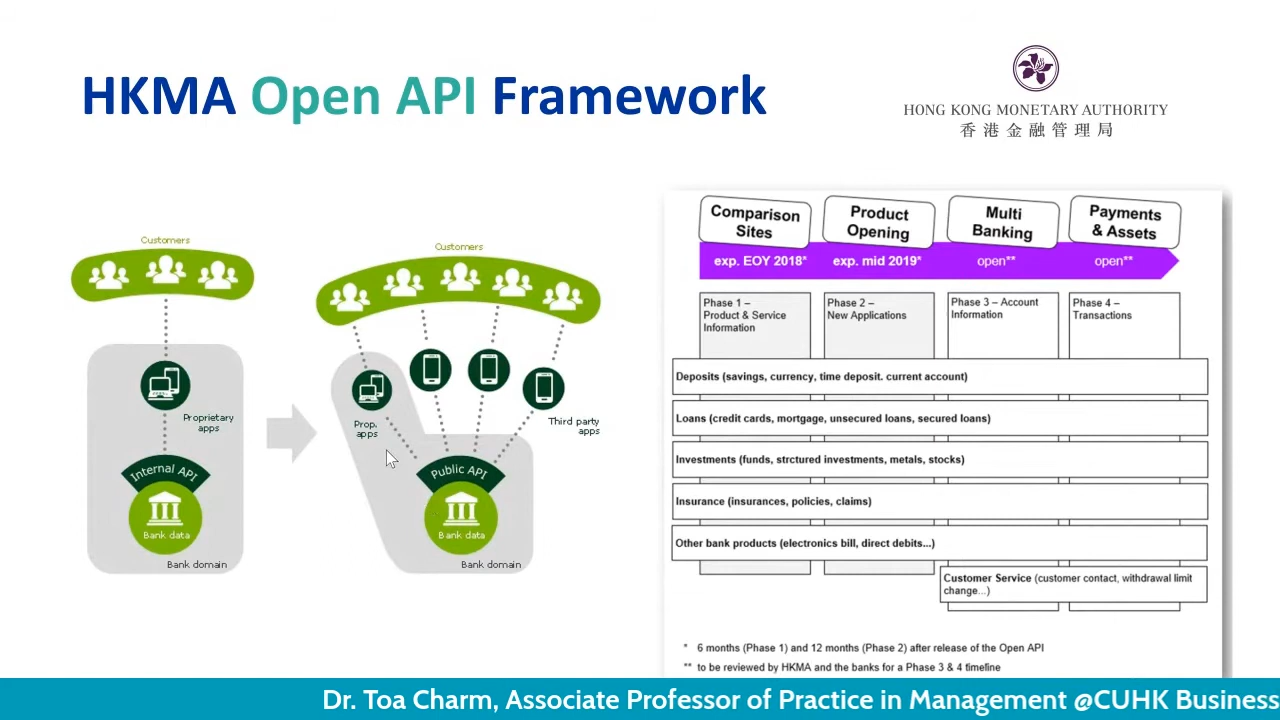 HKMA Open API Framework
HONG KONG MONETARY AUTHORITY
香港金融管理局
Customers
Proprietary
apps
Internal API
Bank data
Bank domain
Customers
Prop.
apps
Third party
apps
Public API
Bank data
Bank domain
Comparison
Sites
Product
Opening
Multi
Banking
Payments
& Assets
exp. EOY 2018*
exp. mid 2019*
open**
open**
Phase 1 –
Product & Service
Information
Phase 2 –
New Applications
Phase 3 – Account
Information
Phase 4 –
Transactions
Deposits (savings, currency, time deposit. current account)
Loans (credit cards, mortgage, unsecured loans, secured loans)
Investments (funds, strctured investments, metals, stocks)
Insurance (insurances, policies, claims)
Other bank products (electronics bill, direct debits...)
Customer Service (customer contact, withdrawal limit
change...)
* 6 months (Phase 1) and 12 months (Phase 2) after release of the Open API
** to be reviewed by HKMA and the banks for a Phase 3 & 4 timeline
Dr. Toa Charm, Associate Professor of Practice in Management @CUHK Business